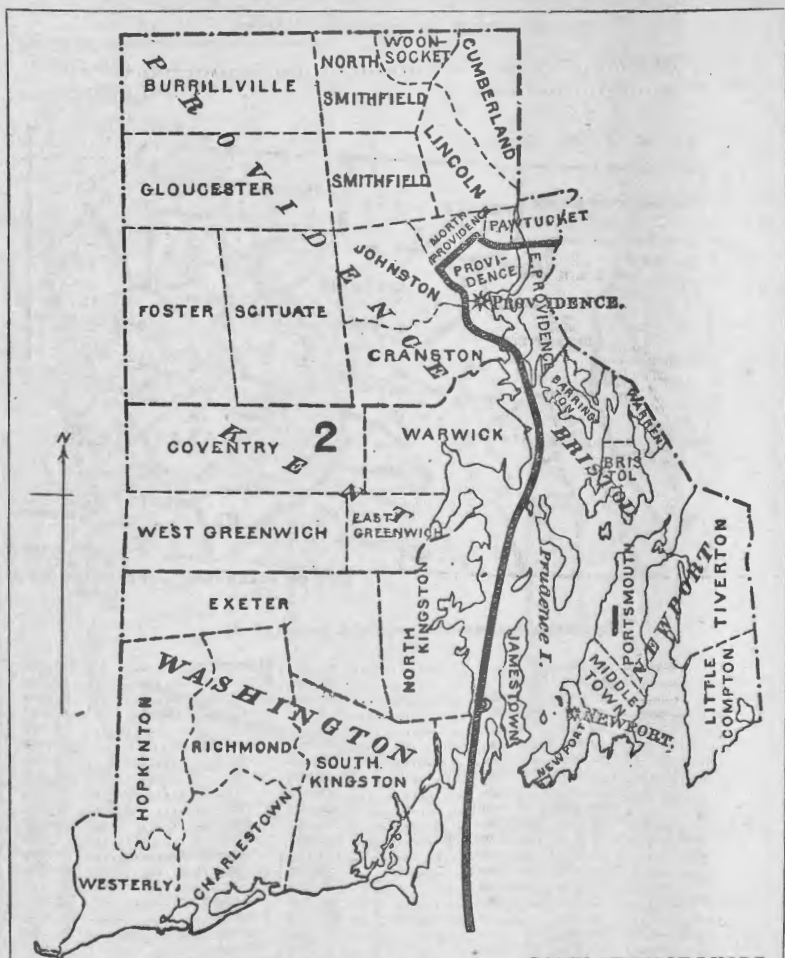 WOON-
SOCKET
NORTH
SMITHFIELD
CUMBERLAND
PROVIDENCE
BURRILLVILLE
LINCOLN
GLOUCESTER
SMITHFIELD
NORTH
PROVIDENCE
PAWTUCKET
JOHNSTON
PROVI-
DENCE
E. PROVIDENCE
PROVIDENCE.
FOSTER
SCITUATE
CRANSTON
BARRING
TON
WARREN
BRISTOL
BRIS
TOL
KENT
COVENTRY
2
WARWICK
N
WEST GREENWICH
EAST
GREENWICH
EXETER
NORTH
KINGSTON
Prudence I.
JAMESTOWN
PORTSMOUTH
NEWPORT
TIVERTON
MIDDLE
TOWN
LITTLE
COMPTON
NEWPORT.
NEWPORT
WASHINGTON
HOPKINTON
RICHMOND
SOUTH
KINGSTON
CHARLESTOWN
WESTERLY